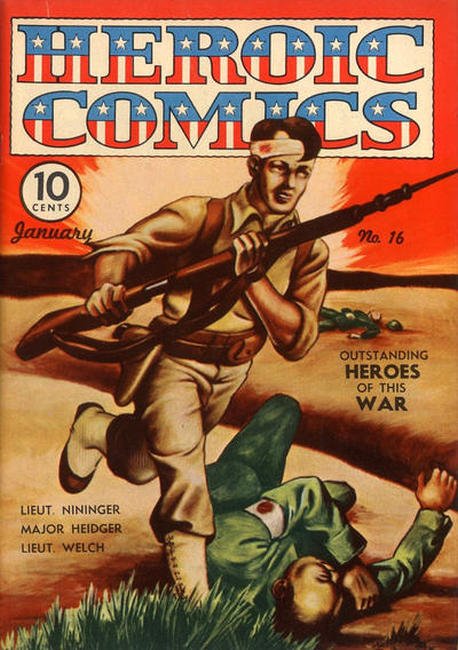 HEROIC
COMICS
10
CENTS
January
No. 16
OUTSTANDING
HEROES
OF THIS
WAR
LIEUT. NININGER
MAJOR HEIDGER
LIEUT. WELCH